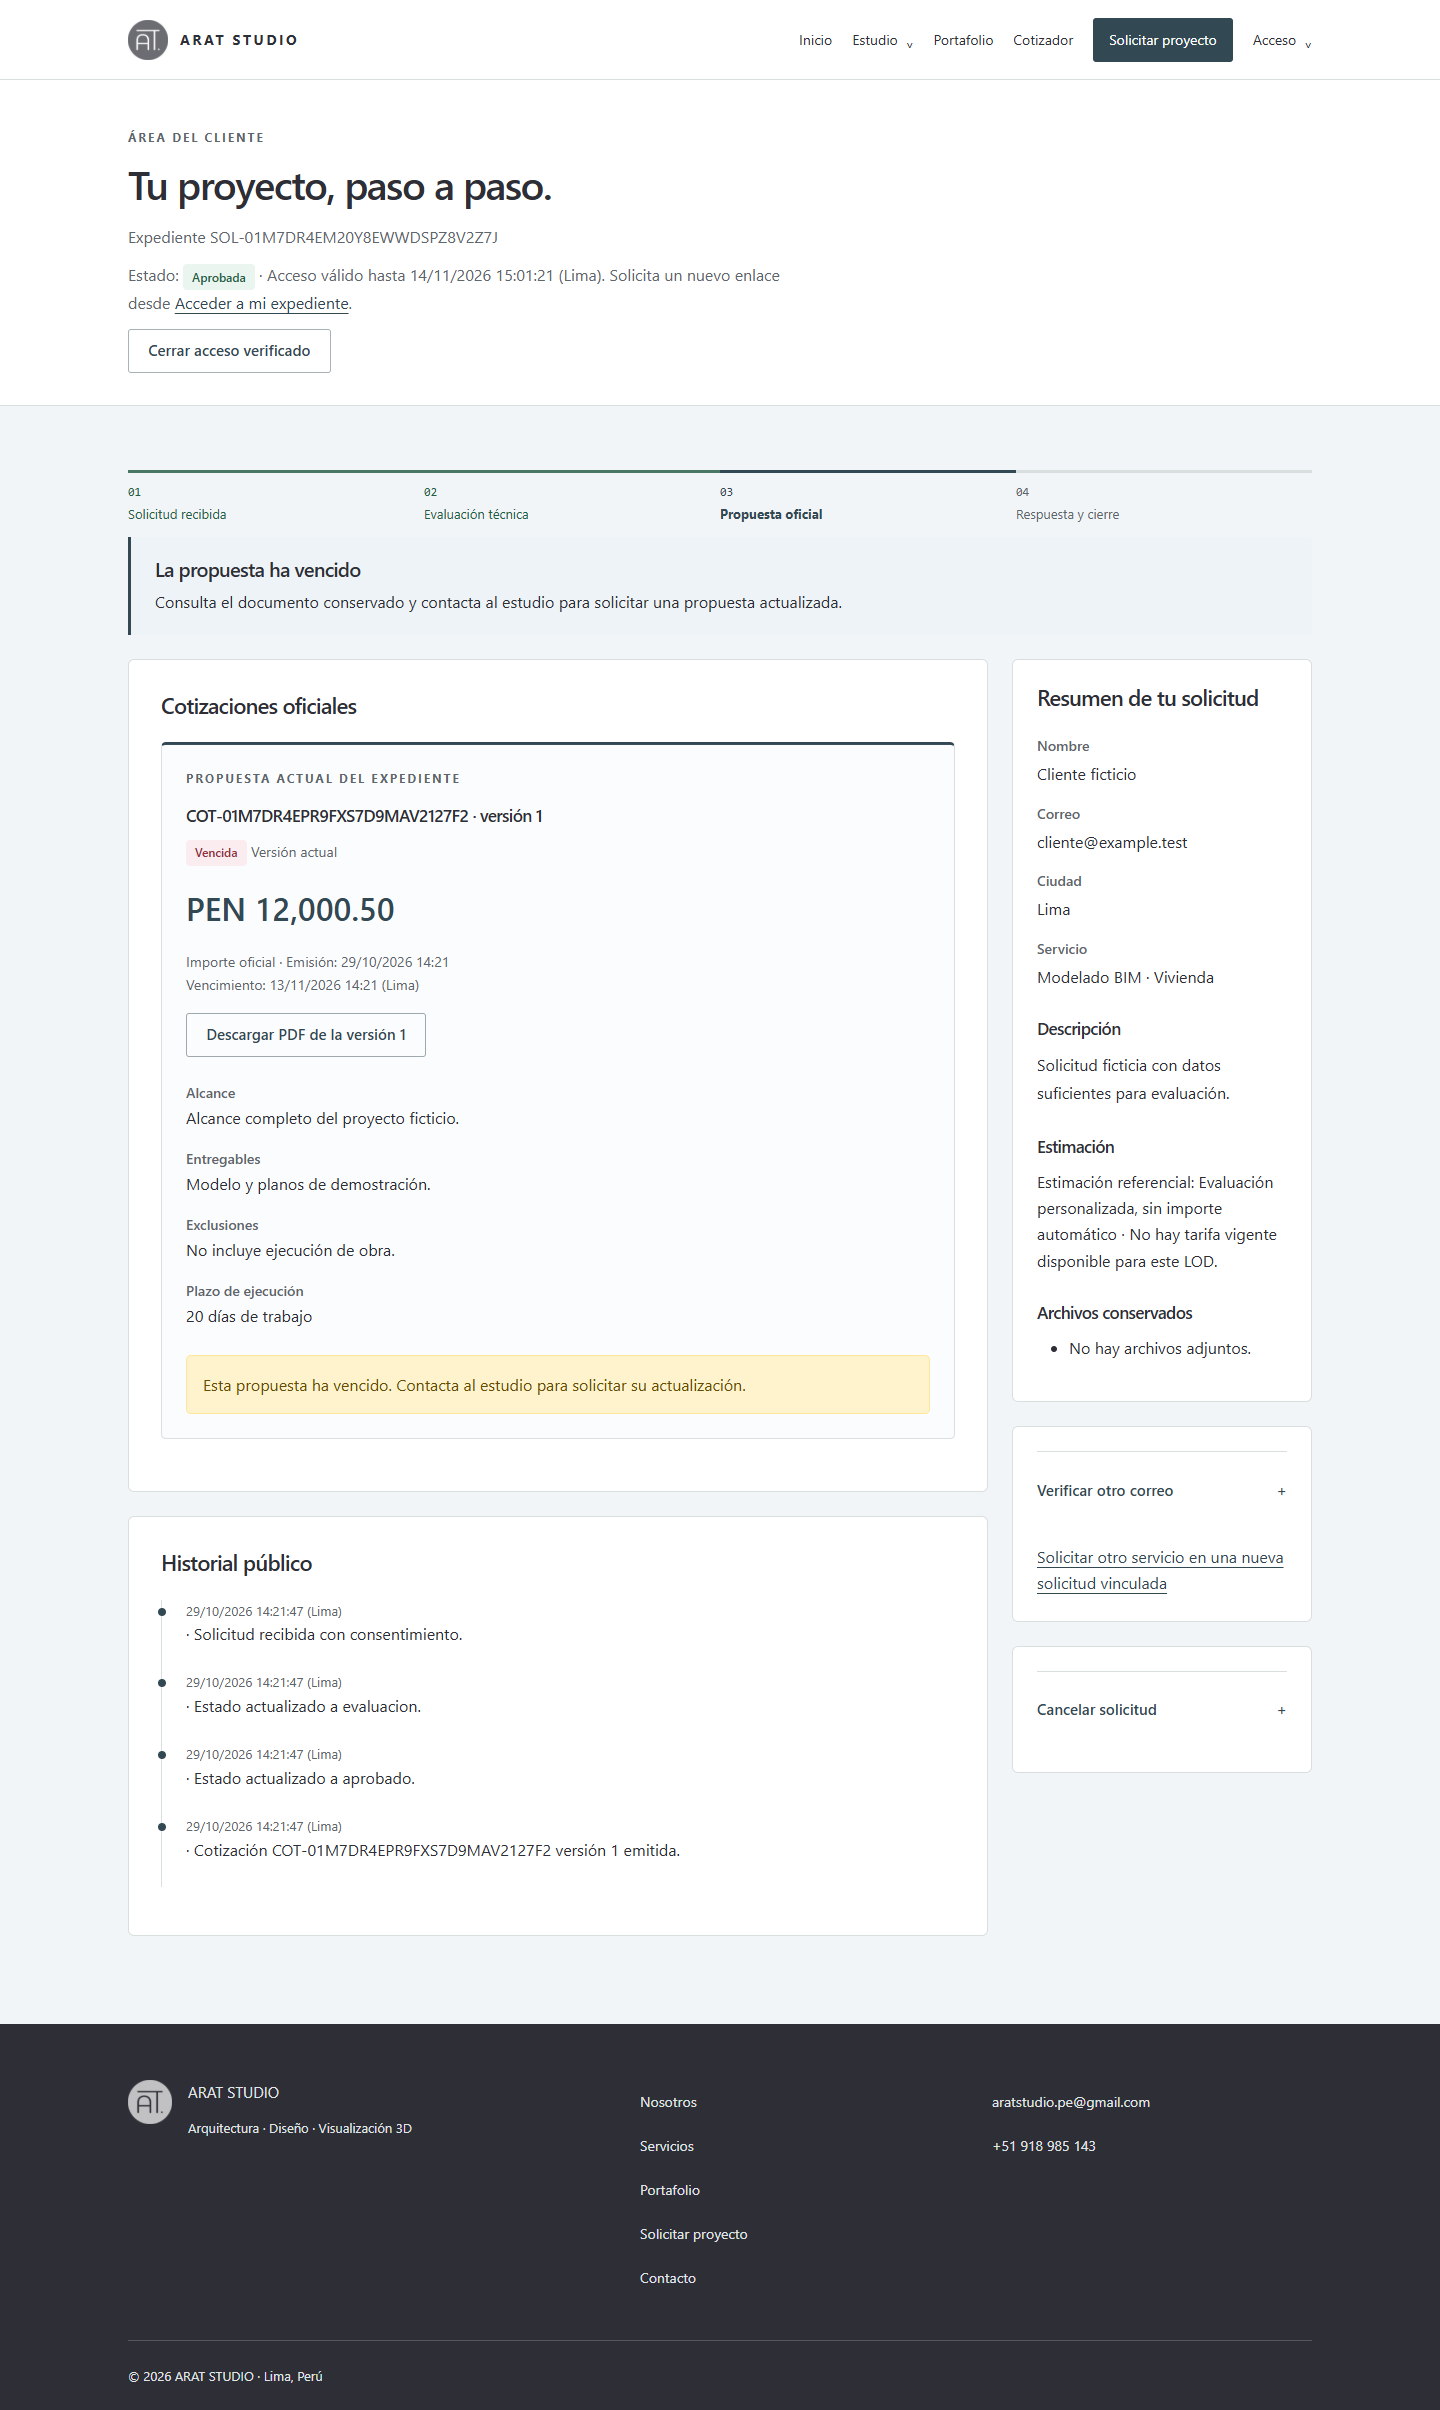 AT.
ARAT STUDIO
Inicio
Estudio
Portafolio
Cotizador
Solicitar proyecto
Acceso
ÁREA DEL CLIENTE
Tu proyecto, paso a paso.
Expediente SOL-01M7DR4EM20Y8EWWDSPZ8V2Z7J
Estado: Aprobada · Acceso válido hasta 14/11/2026 15:01:21 (Lima). Solicita un nuevo enlace
desde Acceder a mi expediente.
Cerrar acceso verificado
01
Solicitud recibida
02
Evaluación técnica
03
Propuesta oficial
04
Respuesta y cierre
La propuesta ha vencido
Consulta el documento conservado y contacta al estudio para solicitar una propuesta actualizada.
Cotizaciones oficiales
PROPUESTA ACTUAL DEL EXPEDIENTE
COT-01M7DR4EPR9FXS7D9MAV2127F2 · versión 1
Vencida Versión actual
PEN 12,000.50
Importe oficial · Emisión: 29/10/2026 14:21
Vencimiento: 13/11/2026 14:21 (Lima)
Descargar PDF de la versión 1
Alcance
Alcance completo del proyecto ficticio.
Entregables
Modelo y planos de demostración.
Exclusiones
No incluye ejecución de obra.
Plazo de ejecución
20 días de trabajo
Esta propuesta ha vencido. Contacta al estudio para solicitar su actualización.
Historial público
29/10/2026 14:21:47 (Lima)
· Solicitud recibida con consentimiento.
29/10/2026 14:21:47 (Lima)
· Estado actualizado a evaluacion.
29/10/2026 14:21:47 (Lima)
· Estado actualizado a aprobado.
29/10/2026 14:21:47 (Lima)
· Cotización COT-01M7DR4EPR9FXS7D9MAV2127F2 versión 1 emitida.
Resumen de tu solicitud
Nombre
Cliente ficticio
Correo
cliente@example.test
Ciudad
Lima
Servicio
Modelado BIM · Vivienda
Descripción
Solicitud ficticia con datos
suficientes para evaluación.
Estimación
Estimación referencial: Evaluación
personalizada, sin importe
automático · No hay tarifa vigente
disponible para este LOD.
Archivos conservados
• No hay archivos adjuntos.
Verificar otro correo +
Solicitar otro servicio en una nueva
solicitud vinculada
Cancelar solicitud +
AT.
ARAT STUDIO
Arquitectura · Diseño · Visualización 3D
Nosotros
Servicios
Portafolio
Solicitar proyecto
Contacto
aratstudio.pe@gmail.com
+51 918 985 143
© 2026 ARAT STUDIO · Lima, Perú